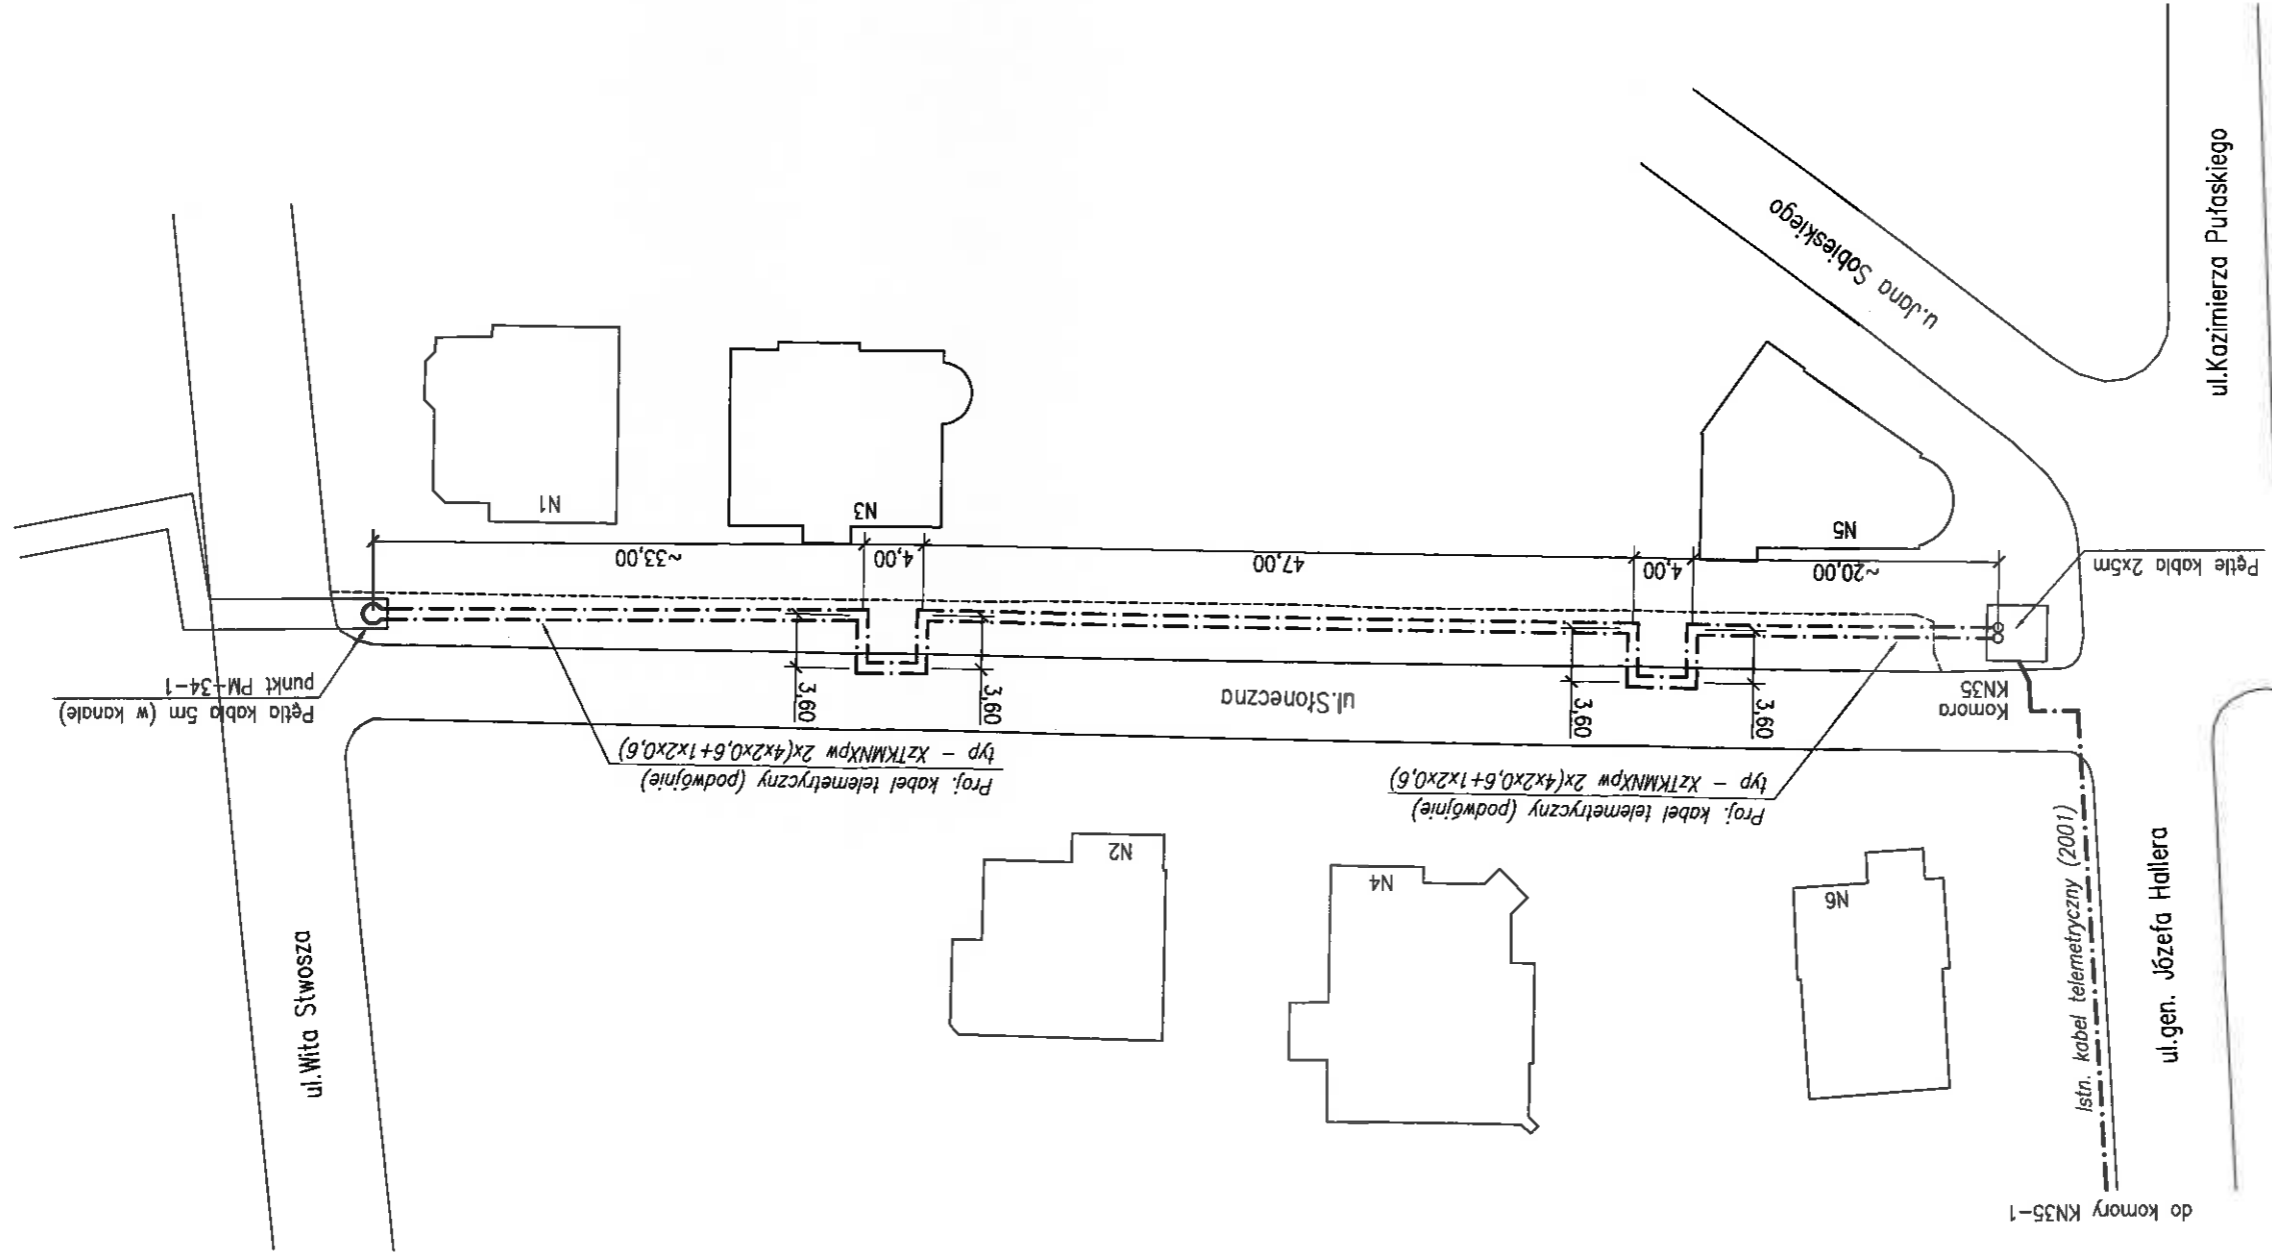 do komory KN35-1
ul.gen. Józefa Hallera
Istn. kabel telemetryczny (2001)
N6
N4
N2
ul.Wita Stwosza
Proj. kabel telemetryczny (podwójnie)
typ - XzTKMNXpw 2x(4x2x0,6+1x2x0,6)
Proj. kabel telemetryczny (podwójnie)
typ - XzTKMNXpw 2x(4x2x0,6+1x2x0,6)
Komora
KN35
ul.Słoneczna
3,60
3,60
3,60
3,60
Pętla kabla 5m (w kanale)
punkt PM-34-1
Pętle kabla 2x5m
~20,00
4,00
47,00
4,00
~33,00
N5
N3
N1
u.Jana Sobieskiego
ul.Kazimierza Pułaskiego